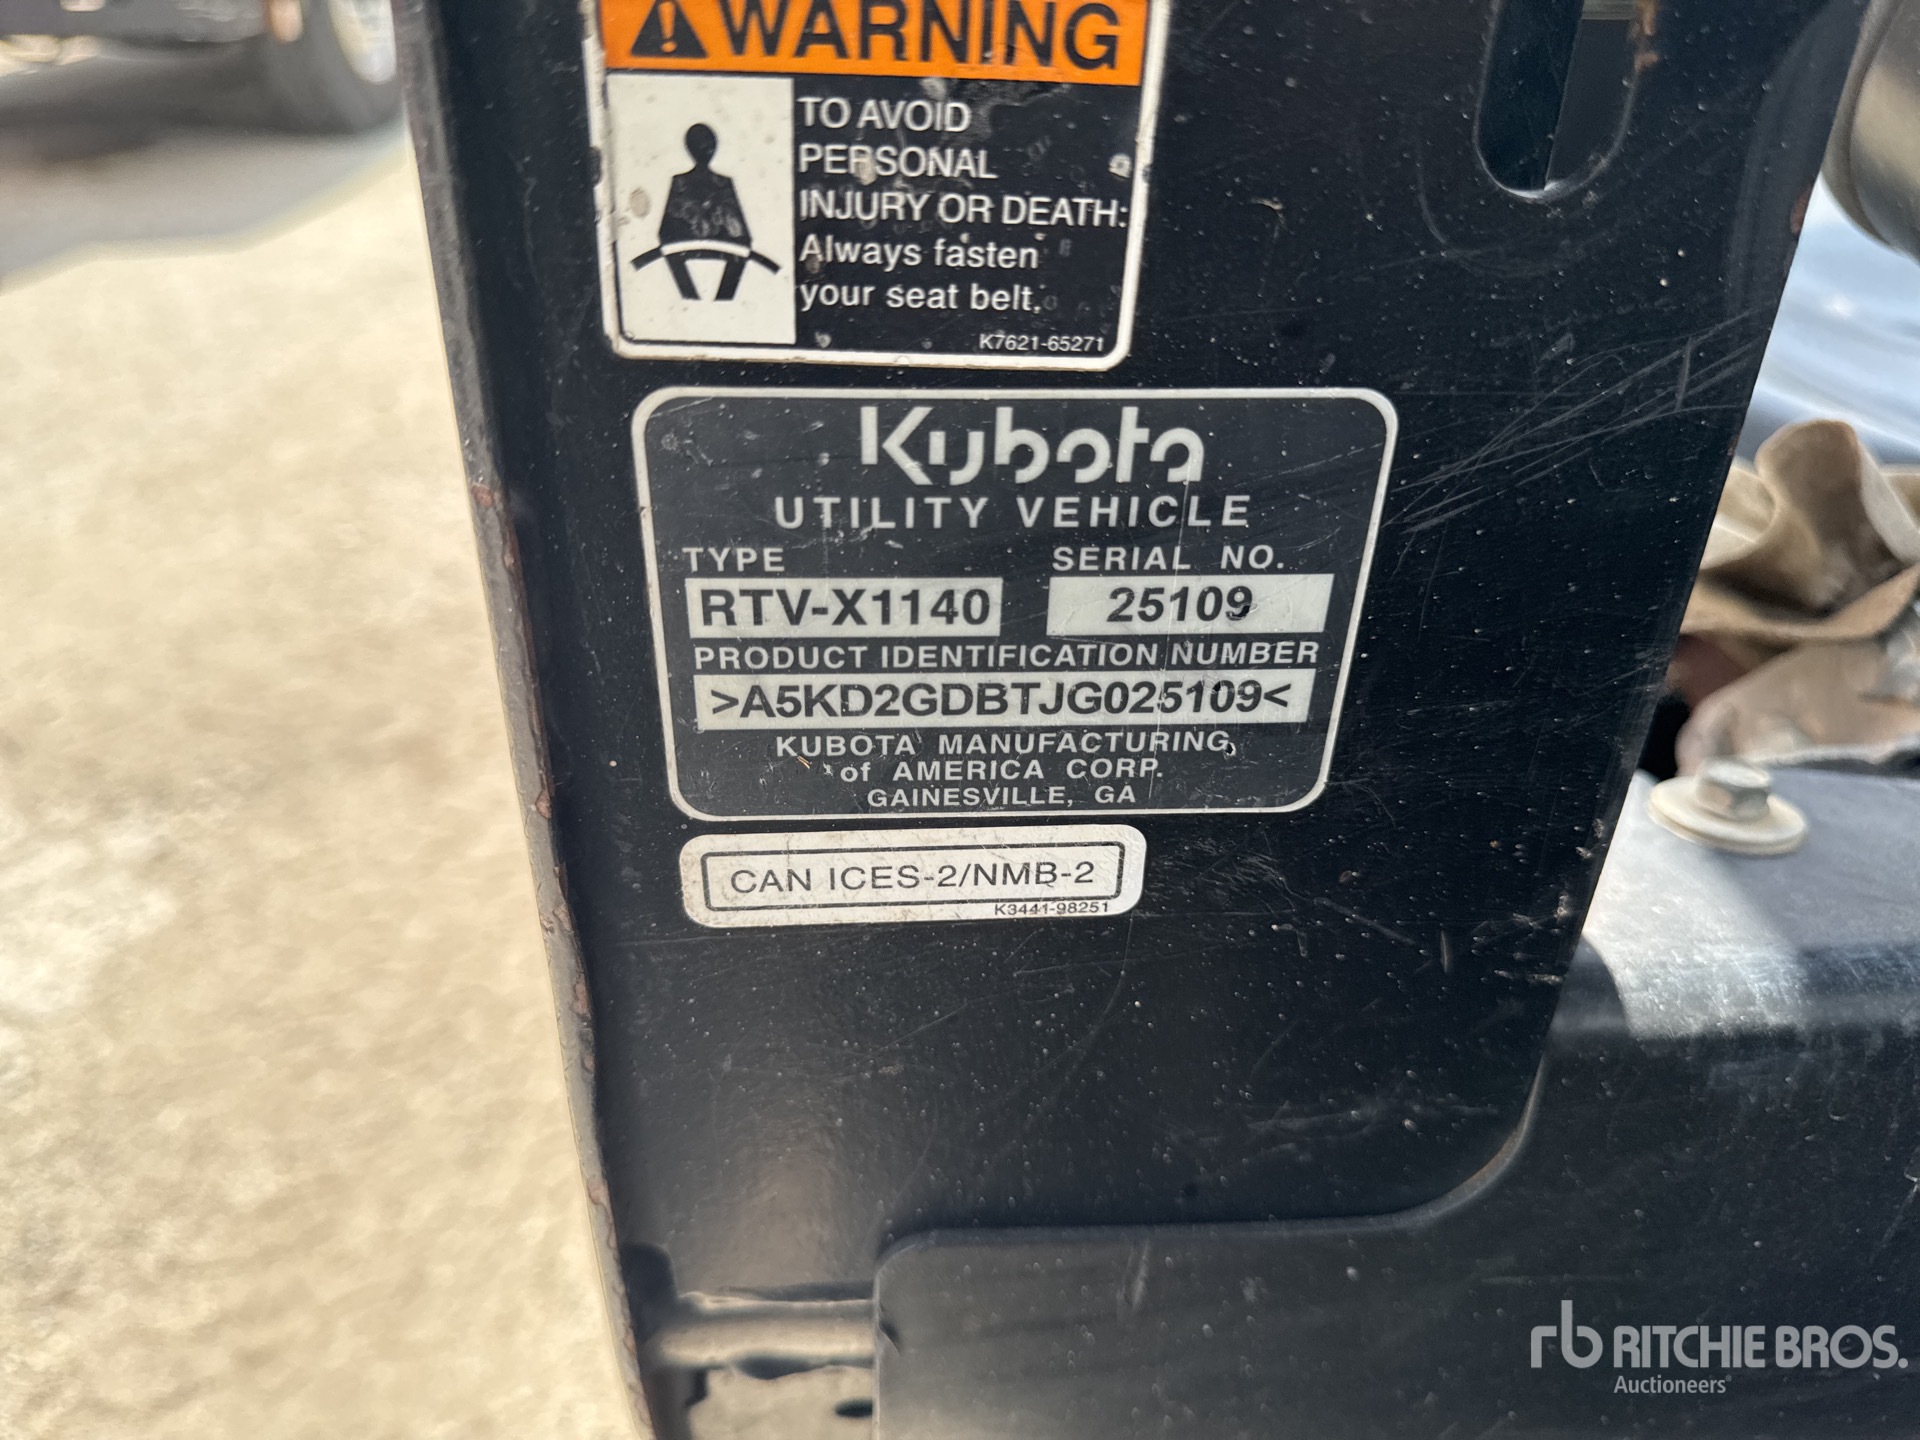 WARNING
TO AVOID
PERSONAL
INJURY OR DEATH:
Always fasten
your seat belt.
K7621-65271
Kubota
UTILITY VEHICLE
TYPE SERIAL NO.
RTV-X1140 25109
PRODUCT IDENTIFICATION NUMBER
>A5KD2GDBTJG025109<
KUBOTA MANUFACTURING
of AMERICA CORP.
GAINESVILLE, GA
CAN ICES-2/NMB-2
K3441-98251
rb RITCHIE BROS.
Auctioneers